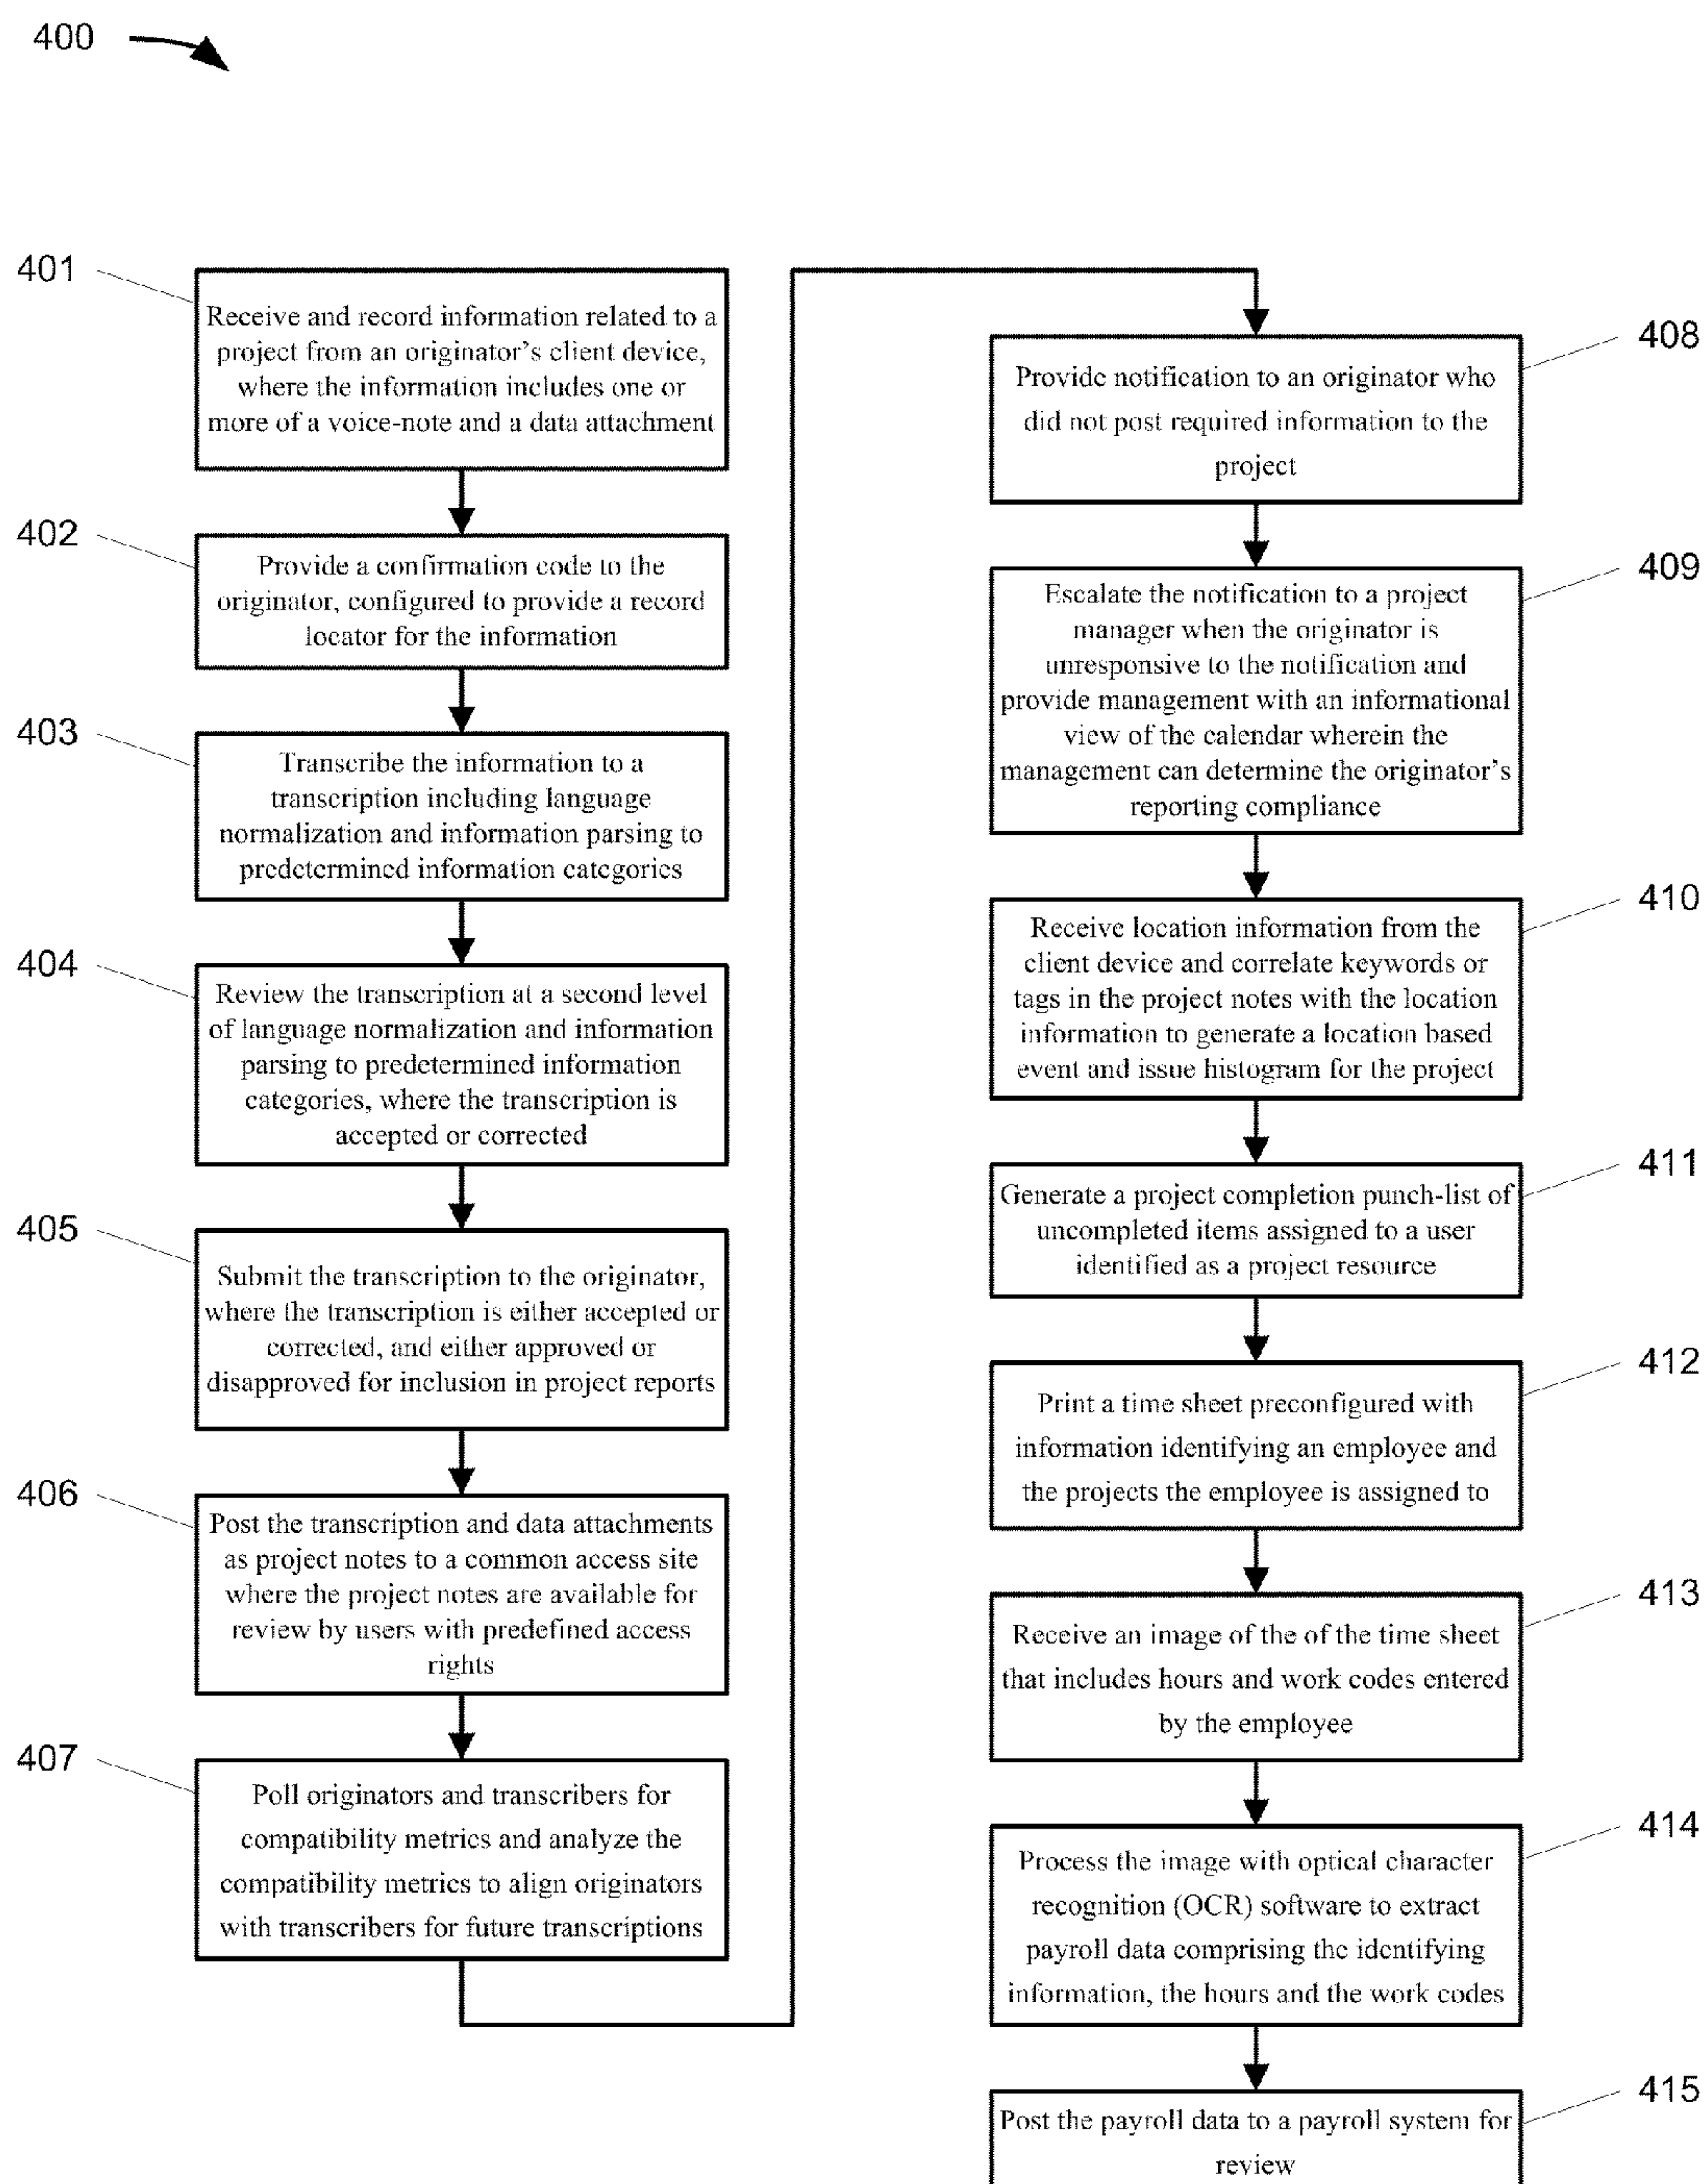 400
401
Receive and record information related to a
project from an originator's client device,
where the information includes one or
more of a voice-note and a data attachment
402
Provide a confirmation code to the
originator, configured to provide a record
locator for the information
403
Transcribe the information to a
transcription including language
normalization and information parsing to
predetermined information categories
404
Review the transcription at a second level
of language normalization and information
parsing to predetermined information
categories, where the transcription is
accepted or corrected
405
Submit the transcription to the originator,
where the transcription is either accepted or
corrected, and either approved or
disapproved for inclusion in project reports
406
Post the transcription and data attachments
as project notes to a common access site
where the project notes are available for
review by users with predefined access
rights
407
Poll originators and transcribers for
compatibility metrics and analyze the
compatibility metrics to align originators
with transcribers for future transcriptions
408
Provide notification to an originator who
did not post required information to the
project
409
Escalate the notification to a project
manager when the originator is
unresponsive to the notification and
provide management with an informational
view of the calendar wherein the
management can determine the originator's
reporting compliance
410
Receive location information from the
client device and correlate keywords or
tags in the project notes with the location
information to generate a location based
event and issue histogram for the project
411
Generate a project completion punch-list of
uncompleted items assigned to a user
identified as a project resource
412
Print a time sheet preconfigured with
information identifying an employee and
the projects the employee is assigned to
413
Receive an image of the of the time sheet
that includes hours and work codes entered
by the employee
414
Process the image with optical character
recognition (OCR) software to extract
payroll data comprising the identifying
information, the hours and the work codes
415
Post the payroll data to a payroll system for
review